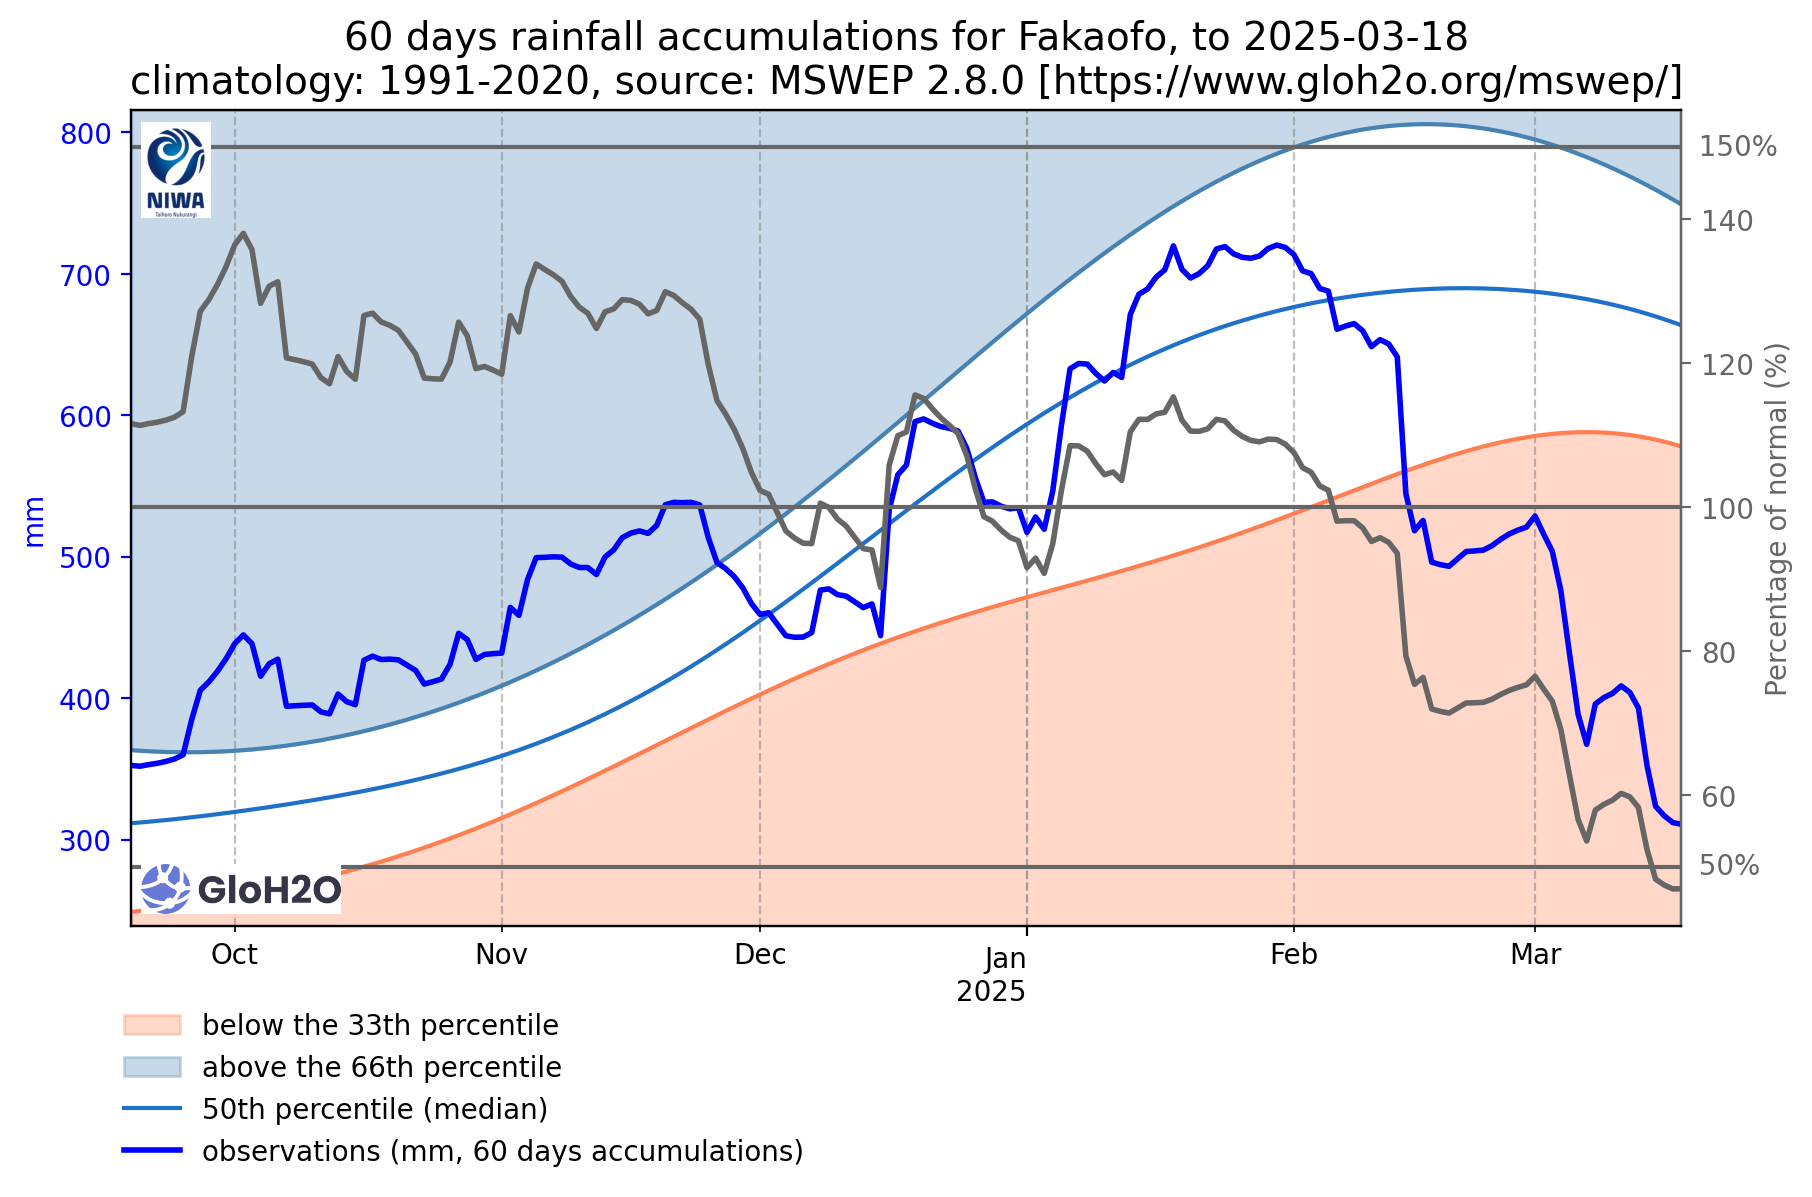 60 days rainfall accumulations for Fakaofo, to 2025-03-18
climatology: 1991-2020, source: MSWEP 2.8.0 [https://www.gloh2o.org/mswep/]
800
700
600
500
400
300
mm
NIWA
Taihoro Nukurangi
GloH2O
150%
140
120
100
80
60
50%
Percentage of normal (%)
Oct
Nov
Dec
Jan
2025
Feb
Mar
below the 33th percentile
above the 66th percentile
50th percentile (median)
observations (mm, 60 days accumulations)